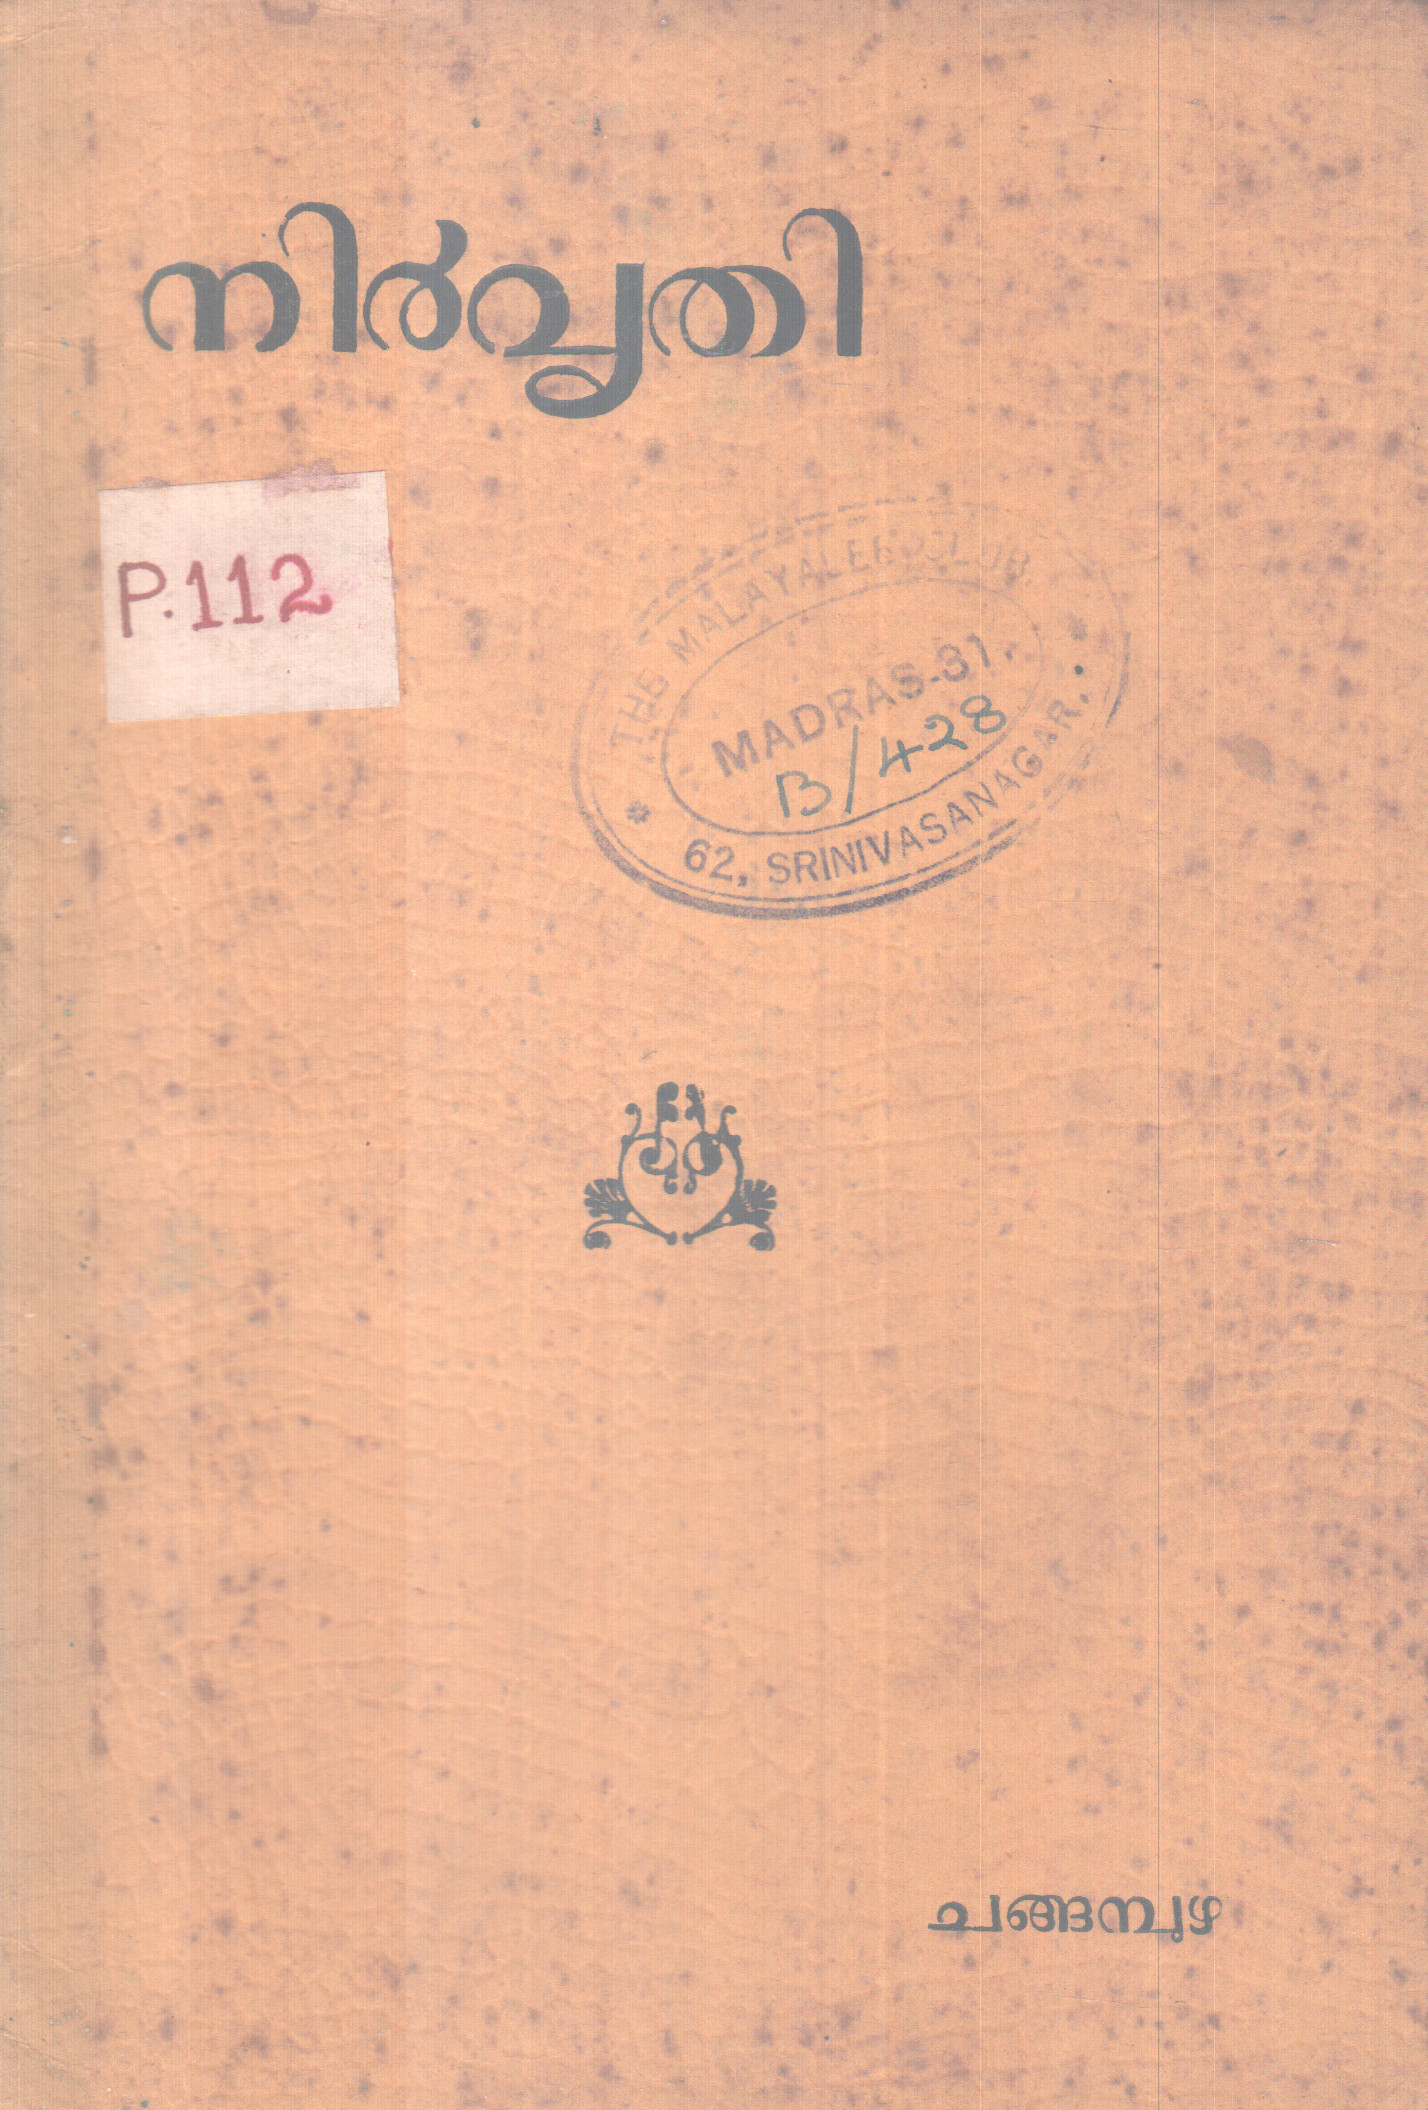 നിർവൃതി
P.112
THE MALAYALEE CLUB
MADRAS-31.
B/428
62, SRINIVASANAGAR.
ചങ്ങമ്പുഴ